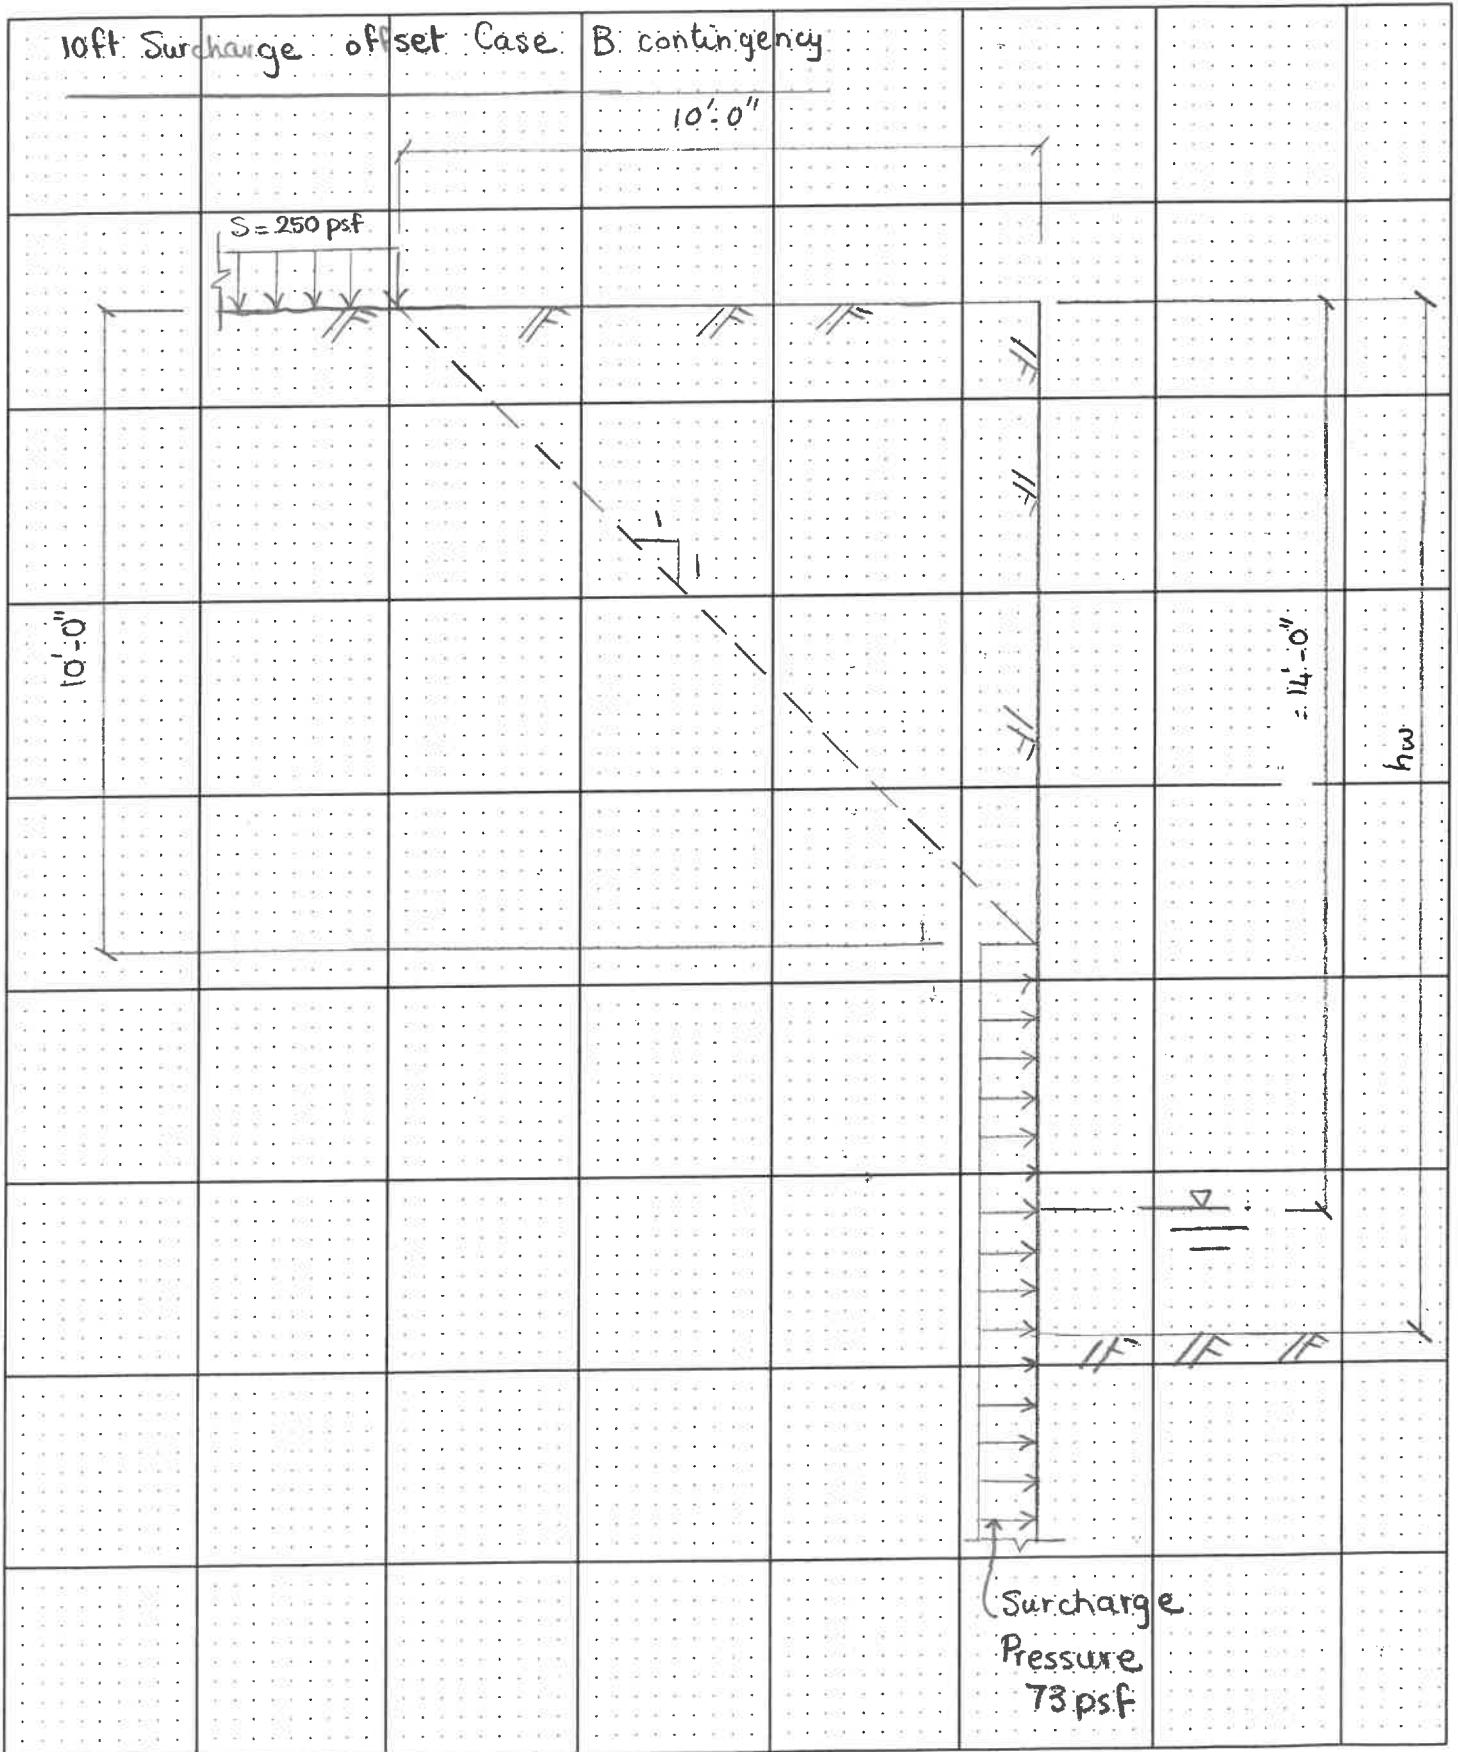 10ft Surcharge offset Case B contingency
10'-0"
S = 250 psf
1
1
10'-0"
= 14'-0"
hw
Surcharge
Pressure
73 psf